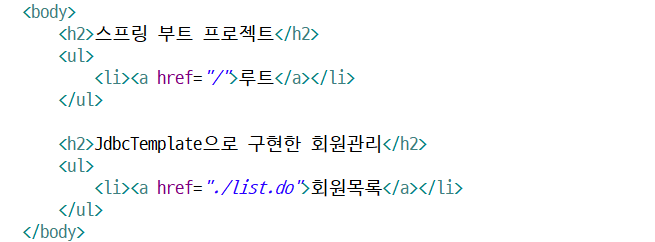 <body>
<h2>스프링 부트 프로젝트</h2>
<ul>
<li><a href="/">루트</a></li>
</ul>
<h2>JdbcTemplate으로 구현한 회원관리</h2>
<ul>
<li><a href="./list.do">회원목록</a></li>
</ul>
</body>